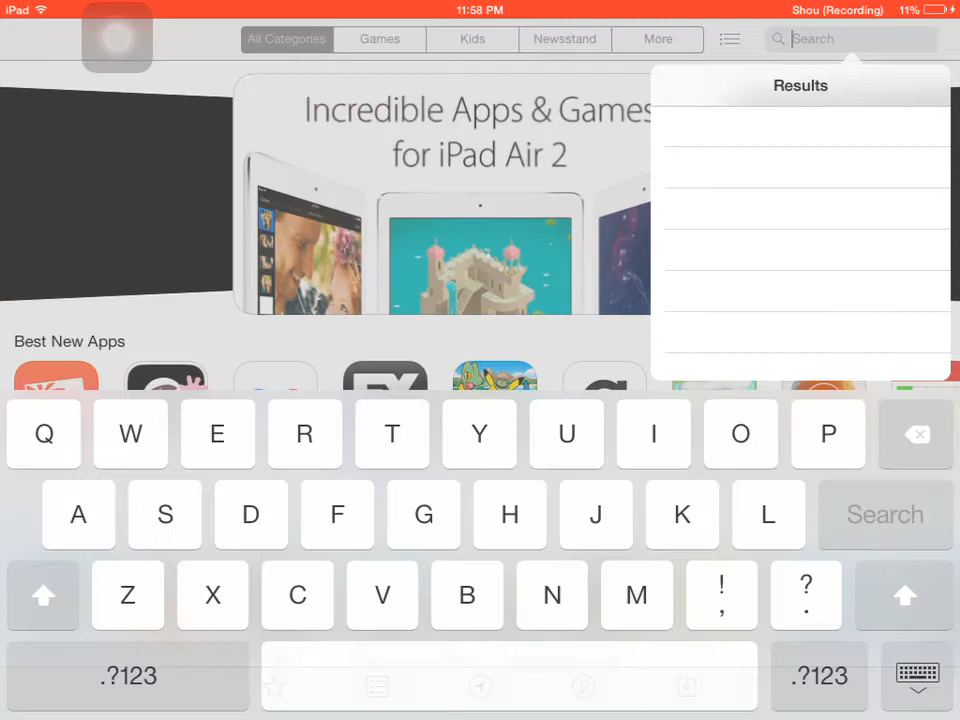 iPad 11:58 PM Shou (Recording) 11%
All Categories Games Kids Newsstand More Search
Results
Incredible Apps & Games
for iPad Air 2
Best New Apps
Q W E R T Y U I O P
A S D F G H J K L Search
Z X C V B N M ! , ? .
.?123 .?123